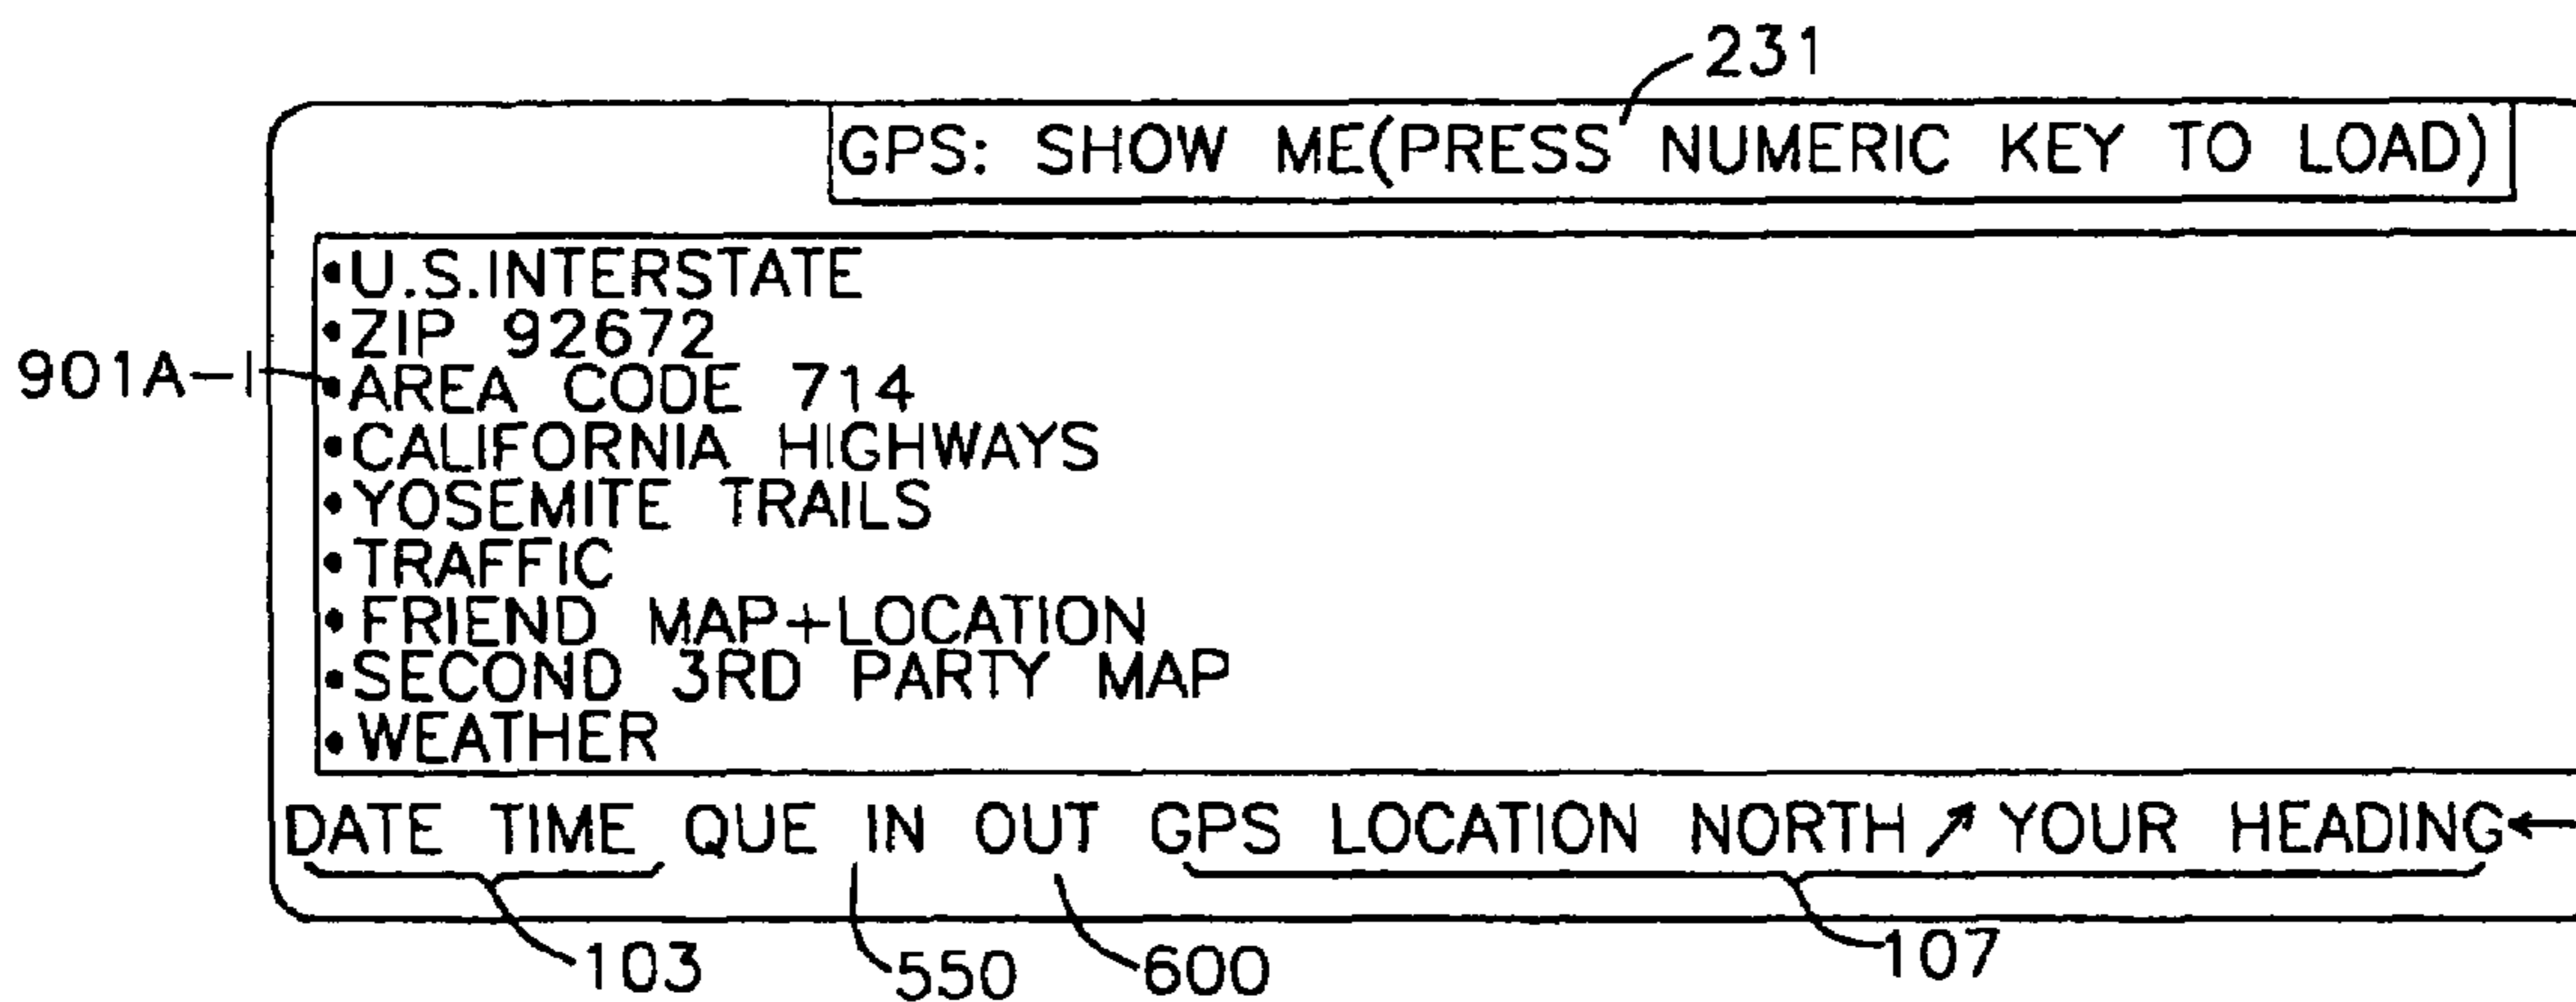 231
GPS: SHOW ME(PRESS NUMERIC KEY TO LOAD)
•U.S.INTERSTATE
•ZIP 92672
901A-I
•AREA CODE 714
•CALIFORNIA HIGHWAYS
•YOSEMITE TRAILS
•TRAFFIC
•FRIEND MAP+LOCATION
•SECOND 3RD PARTY MAP
•WEATHER
DATE TIME QUE IN OUT GPS LOCATION NORTH ↗ YOUR HEADING←
103 550 600 107